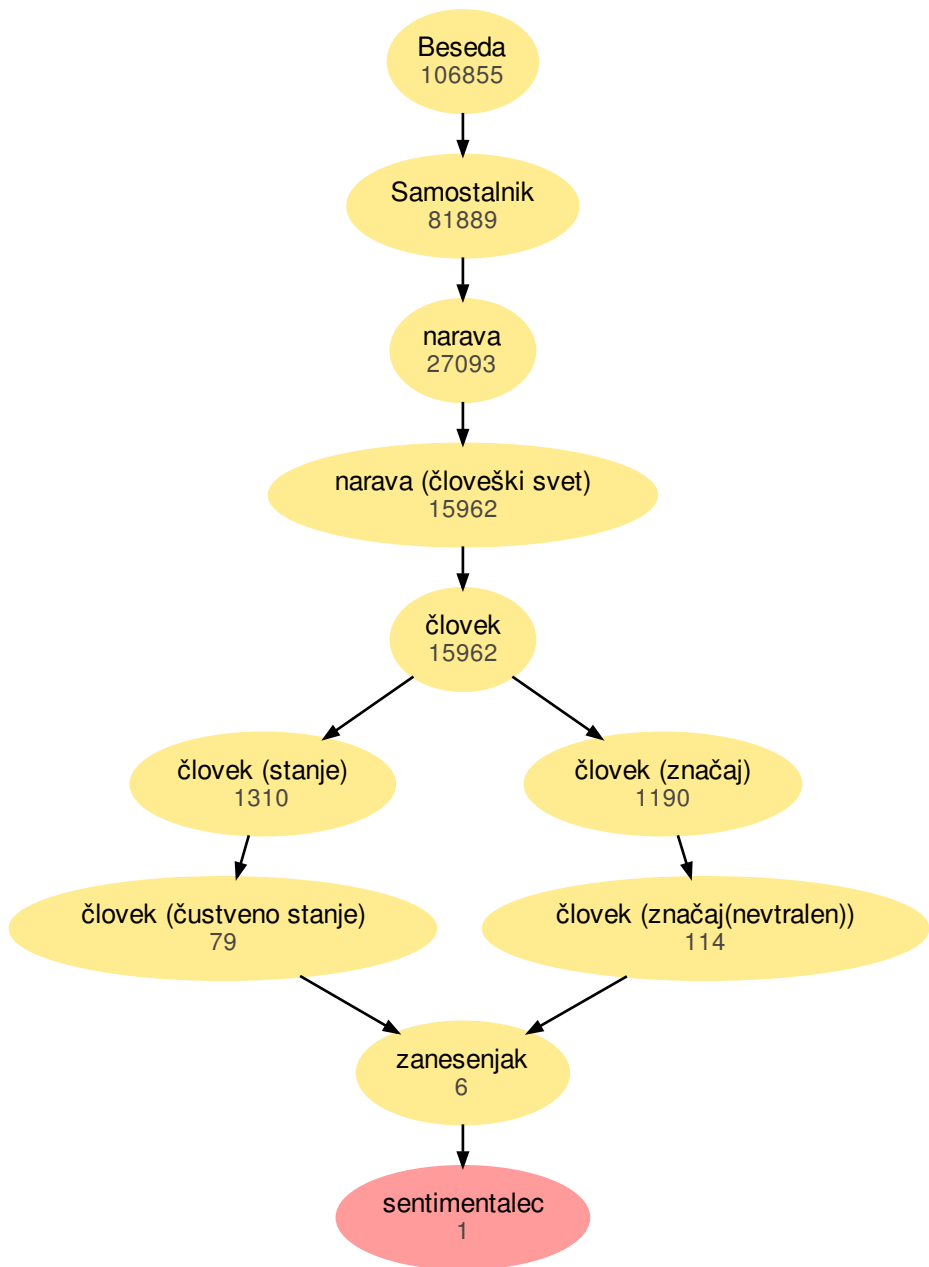 Beseda
106855
Samostalnik
81889
narava
27093
narava (človeški svet)
15962
človek
15962
človek (stanje)
1310
človek (značaj)
1190
človek (čustveno stanje)
79
človek (značaj(nevtralen))
114
zanesenjak
6
sentimentalec
1